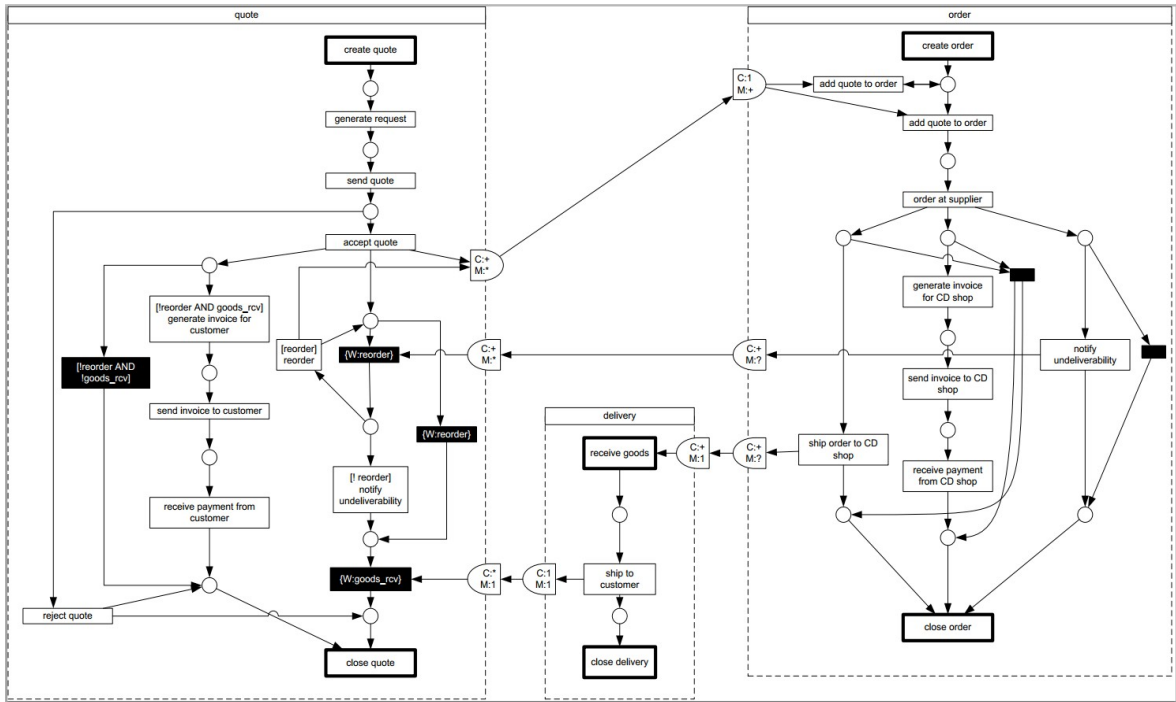 quote
create quote
generate request
send quote
accept quote
C:+
M:*
[!reorder AND goods_rcv]
generate invoice for
customer
[reorder]
reorder
{W:reorder}
C:+
M:*
[!reorder AND
!goods_rcv]
send invoice to customer
{W:reorder}
[! reorder]
notify
undeliverability
receive payment from
customer
{W:goods_rcv}
C:*
M:1
reject quote
close quote
delivery
receive goods
C:+
M:1
ship to
customer
C:1
M:1
close delivery
order
create order
C:1
M:+
add quote to order
add quote to order
order at supplier
generate invoice
for CD shop
C:+
M:?
notify
undeliverability
send invoice to CD
shop
C:+
M:?
ship order to CD
shop
receive payment
from CD shop
close order